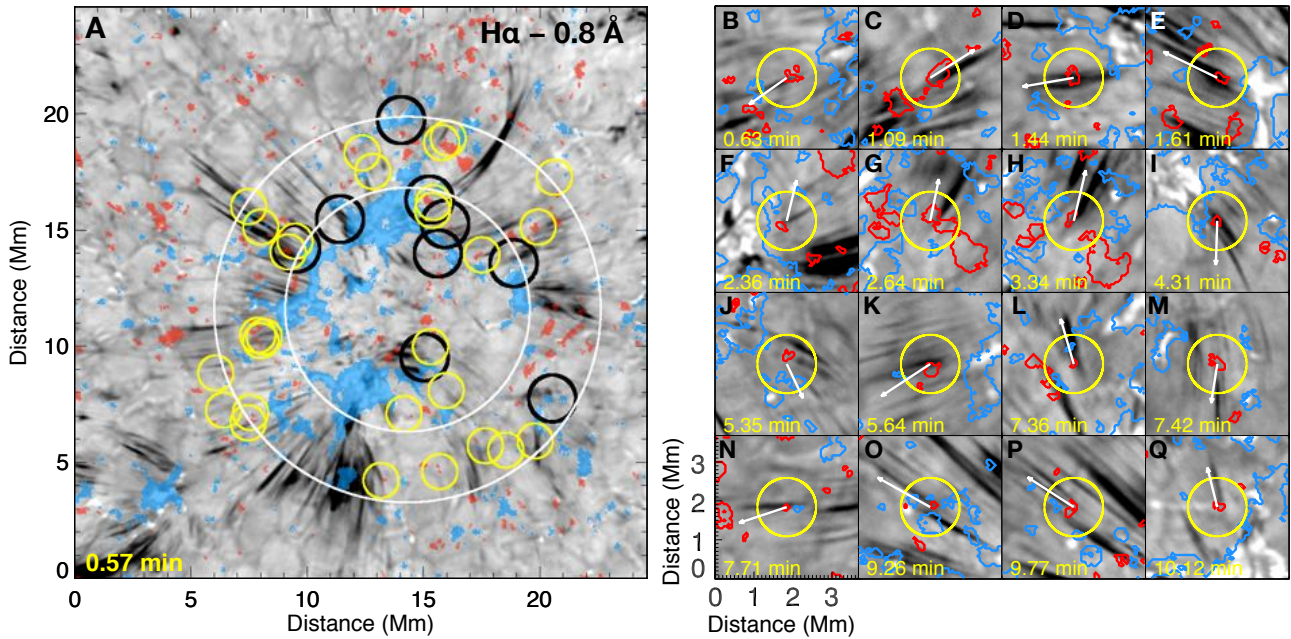 A
Hα − 0.8 Å
20
15
10
5
0
0
5
10
15
20
Distance (Mm)
Distance (Mm)
0.57 min
B
0.63 min
C
1.09 min
D
1.44 min
E
1.61 min
F
2.36 min
G
2.64 min
H
3.34 min
I
4.31 min
J
5.35 min
K
5.64 min
L
7.36 min
M
7.42 min
N
7.71 min
O
9.26 min
P
9.77 min
Q
10.12 min
3
2
1
0
0
1
2
3
Distance (Mm)
Distance (Mm)